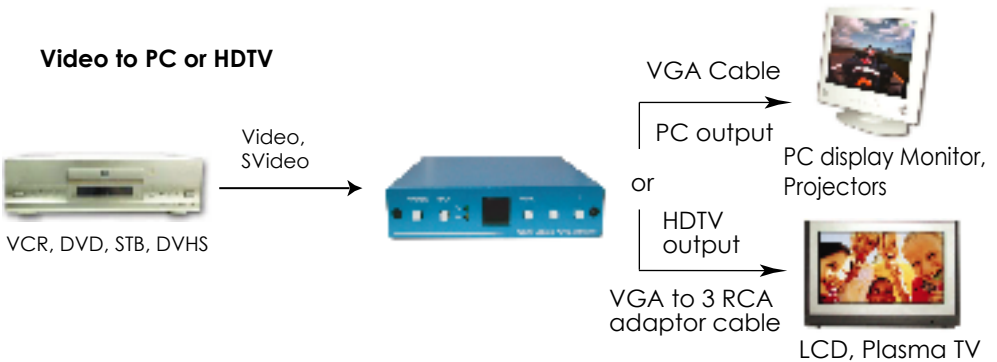 Video to PC or HDTV
VGA Cable
Video,
SVideo
PC output
PC display Monitor,
Projectors
or
VCR, DVD, STB, DVHS
HDTV
output
VGA to 3 RCA
adaptor cable
LCD, Plasma TV